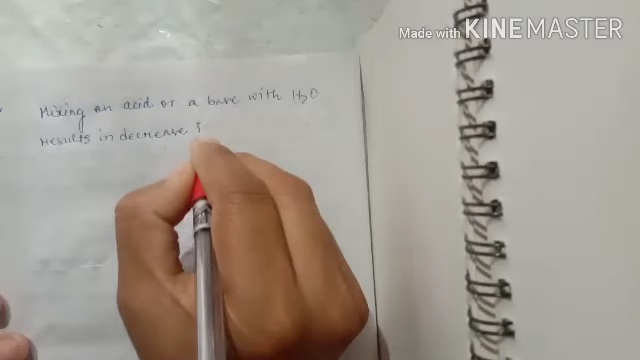 Made with KINEMASTER
Mixing an acid or a base with H2O
results in decrease i